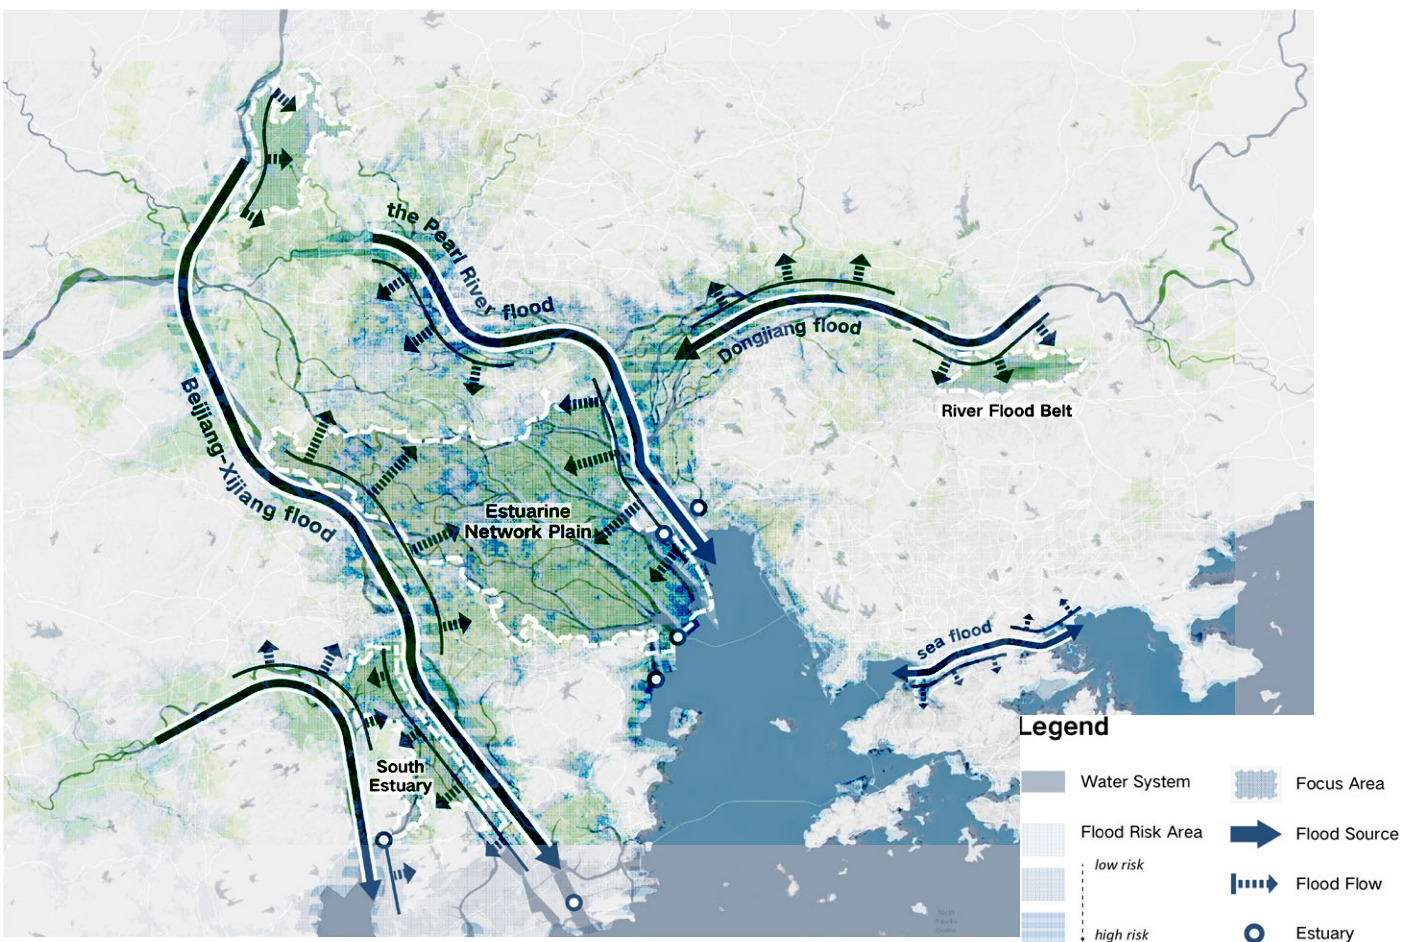 the Pearl River flood
Dongjiang flood
River Flood Belt
Beijiang-Xijiang flood
Estuarine
Network Plain
sea flood
South
Estuary
Legend
Water System
Focus Area
Flood Risk Area
Flood Source
low risk
Flood Flow
high risk
Estuary